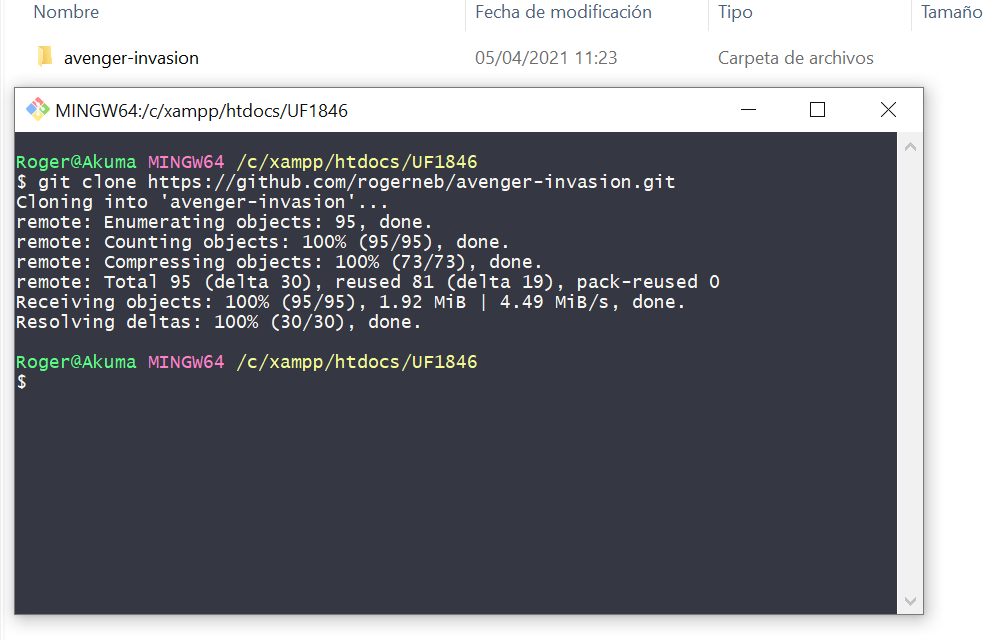 Nombre Fecha de modificación Tipo Tamaño
avenger-invasion 05/04/2021 11:23 Carpeta de archivos
MINGW64:/c/xampp/htdocs/UF1846
Roger@Akuma MINGW64 /c/xampp/htdocs/UF1846
$ git clone https://github.com/rogerneb/avenger-invasion.git
Cloning into 'avenger-invasion'...
remote: Enumerating objects: 95, done.
remote: Counting objects: 100% (95/95), done.
remote: Compressing objects: 100% (73/73), done.
remote: Total 95 (delta 30), reused 81 (delta 19), pack-reused 0
Receiving objects: 100% (95/95), 1.92 MiB | 4.49 MiB/s, done.
Resolving deltas: 100% (30/30), done.
Roger@Akuma MINGW64 /c/xampp/htdocs/UF1846
$